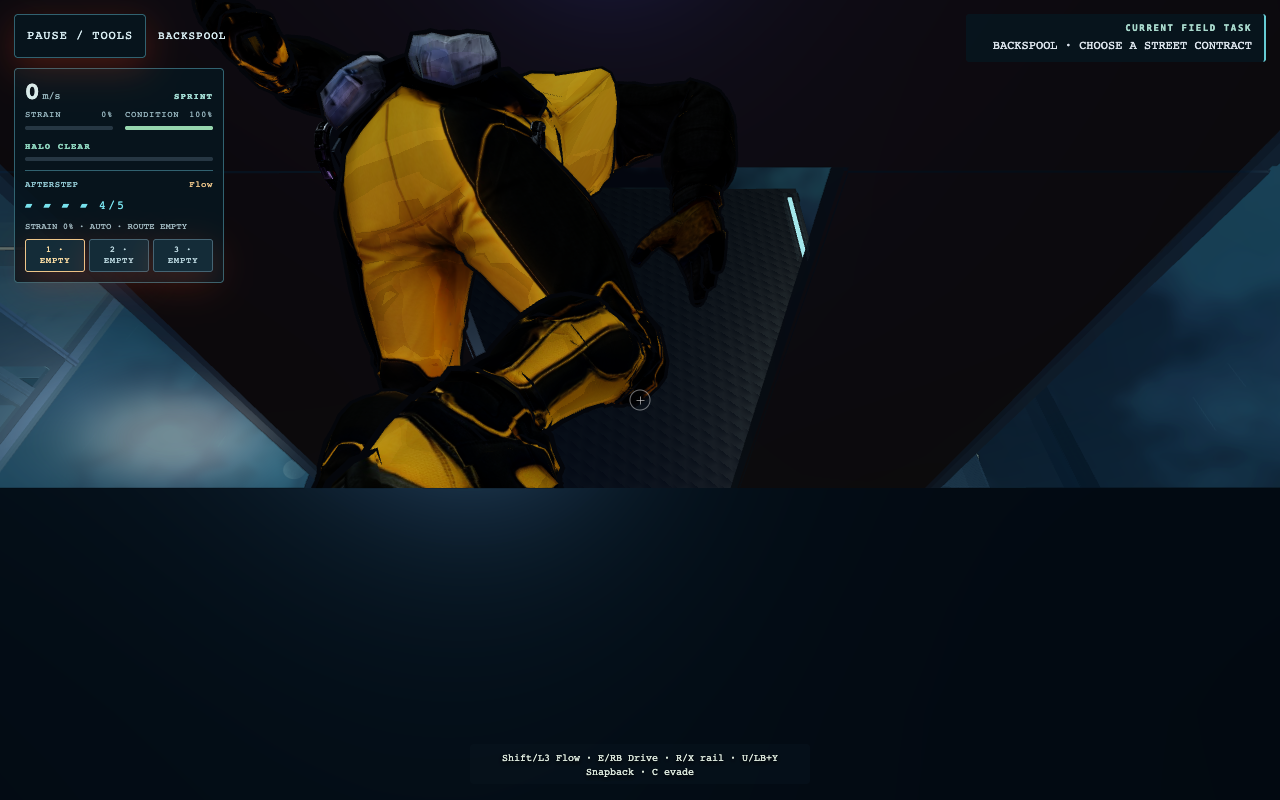 PAUSE / TOOLS
BACKSPOOL
CURRENT FIELD TASK
BACKSPOOL · CHOOSE A STREET CONTRACT
0 m/s
SPRINT
STRAIN 0%
CONDITION 100%
HALO CLEAR
AFTERSTEP
Flow
4/5
STRAIN 0% · AUTO · ROUTE EMPTY
1 · EMPTY
2 · EMPTY
3 · EMPTY
Shift/L3 Flow · E/RB Drive · R/X rail · U/LB+Y
Snapback · C evade